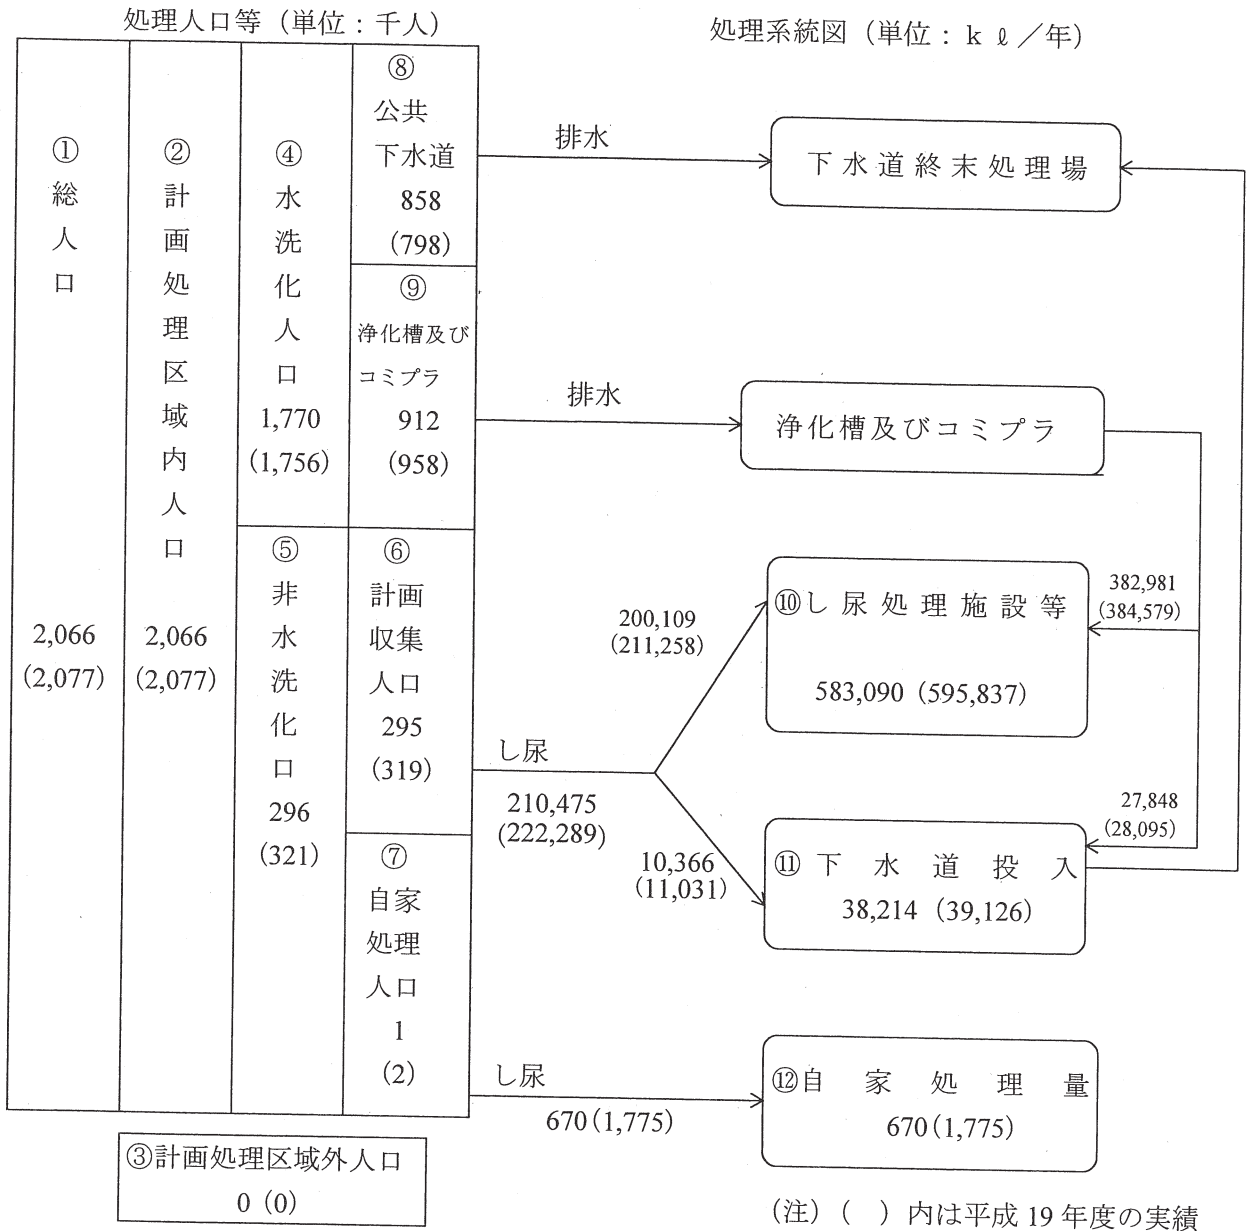 処理人口等（単位：千人）
処理系統図（単位：ｋℓ／年）
①総人口
2,066
(2,077)
②計画処理区域内人口
2,066
(2,077)
④水洗化人口
1,770
(1,756)
⑤非水洗化口
296
(321)
⑧
公共
下水道
858
(798)
⑨
浄化槽及び
コミプラ
912
(958)
⑥
計画
収集
人口
295
(319)
⑦
自家
処理
人口
1
(2)
③計画処理区域外人口
0 (0)
排水
下水道終末処理場
排水
浄化槽及びコミプラ
し尿
210,475
(222,289)
200,109
(211,258)
10,366
(11,031)
⑩し尿処理施設等
583,090 (595,837)
382,981
(384,579)
27,848
(28,095)
⑪下水道投入
38,214 (39,126)
し尿
670(1,775)
⑫自家処理量
670(1,775)
（注）（　）内は平成 19 年度の実績